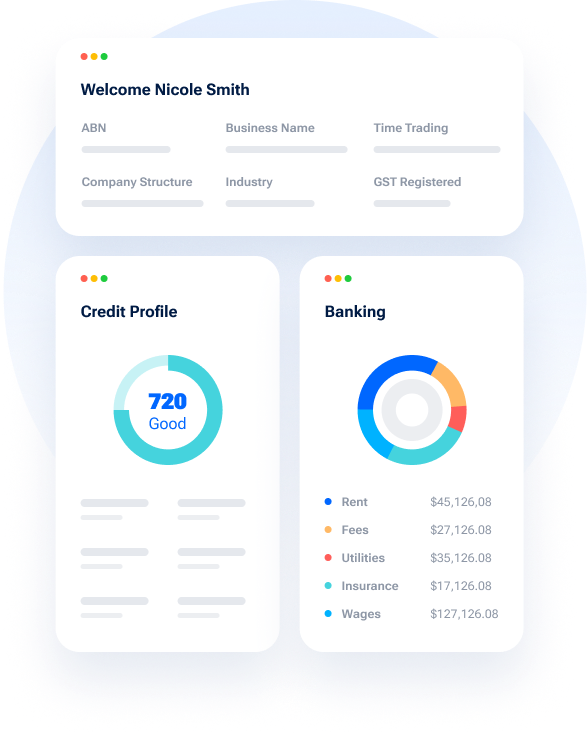 Welcome Nicole Smith
ABN Business Name Time Trading
Company Structure Industry GST Registered
Credit Profile
720
Good
Banking
Rent $45,126,08
Fees $27,126.08
Utilities $35,126.08
Insurance $17,126.08
Wages $127,126.08